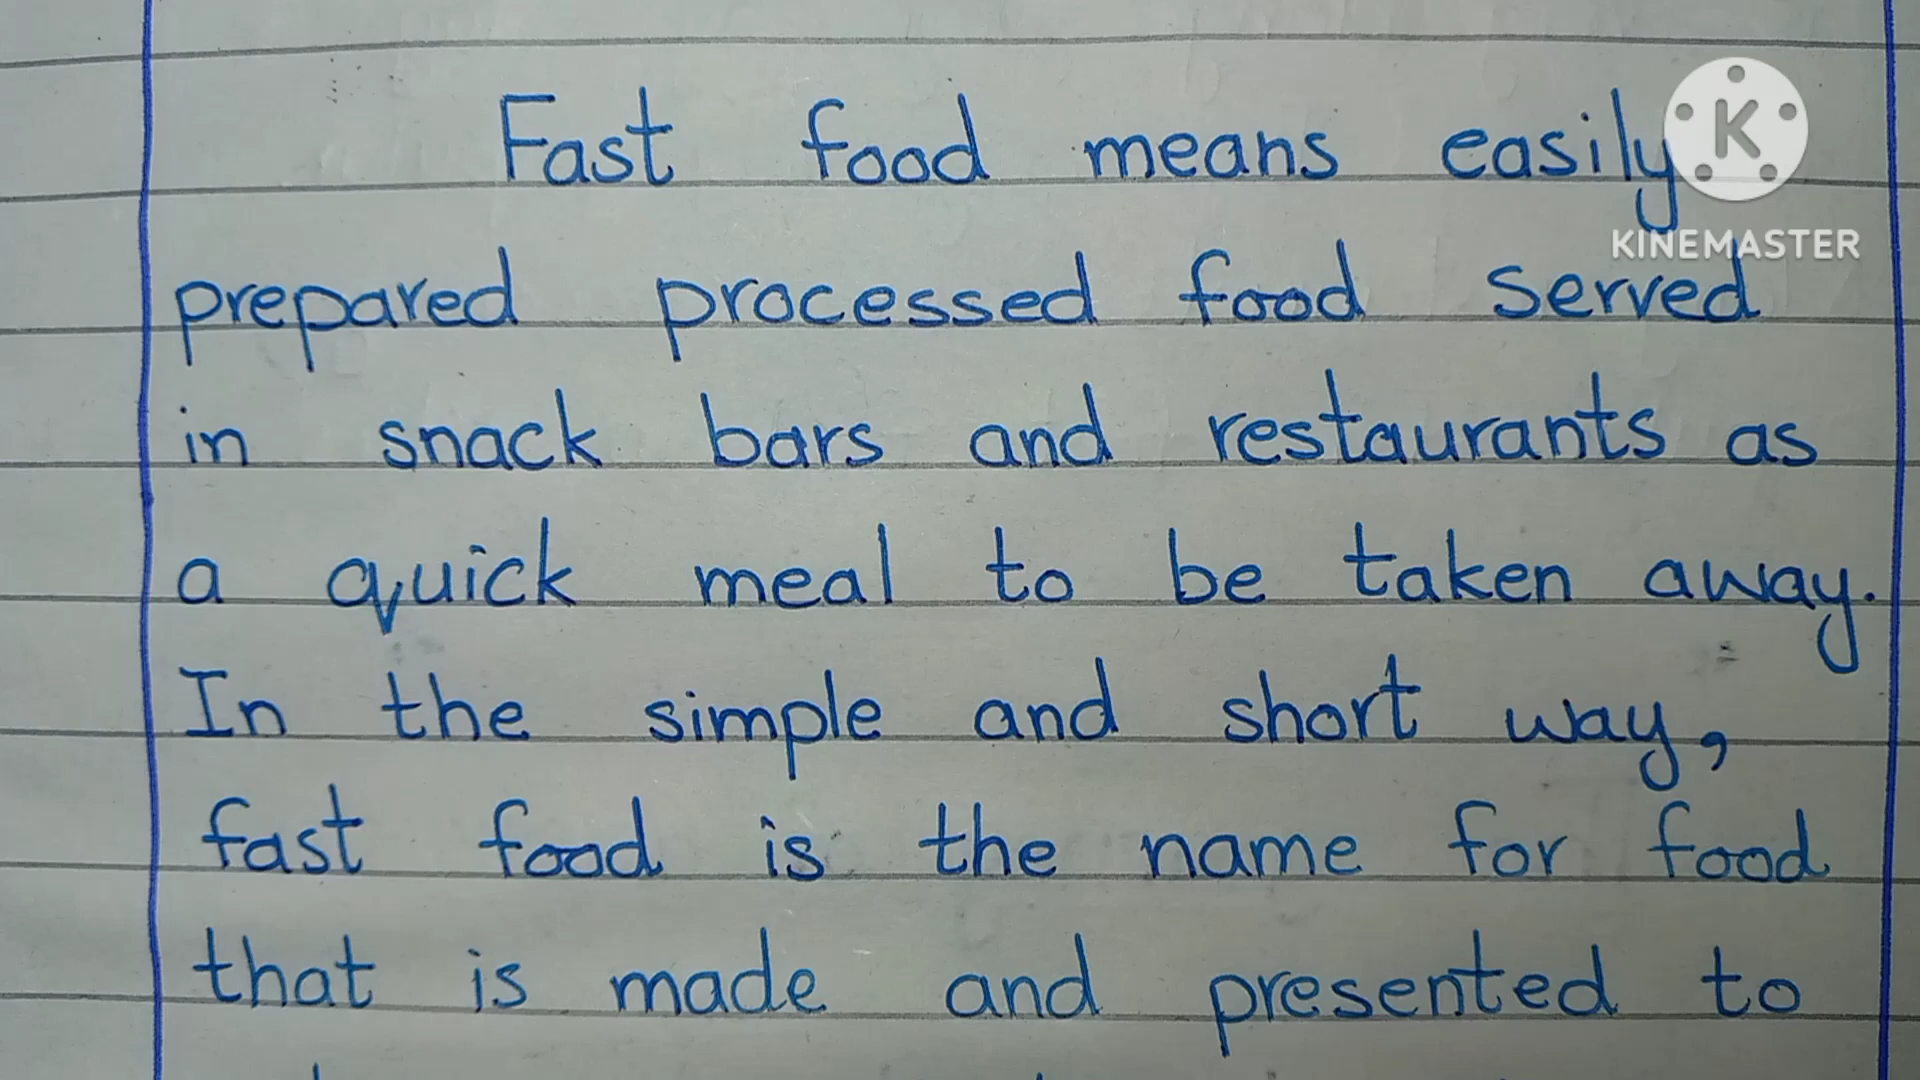 Fast food means easily
K
KINEMASTER
prepared processed food served
in snack bars and restaurants as
a quick meal to be taken away.
In the simple and short way,
fast food is the name for food
that is made and presented to